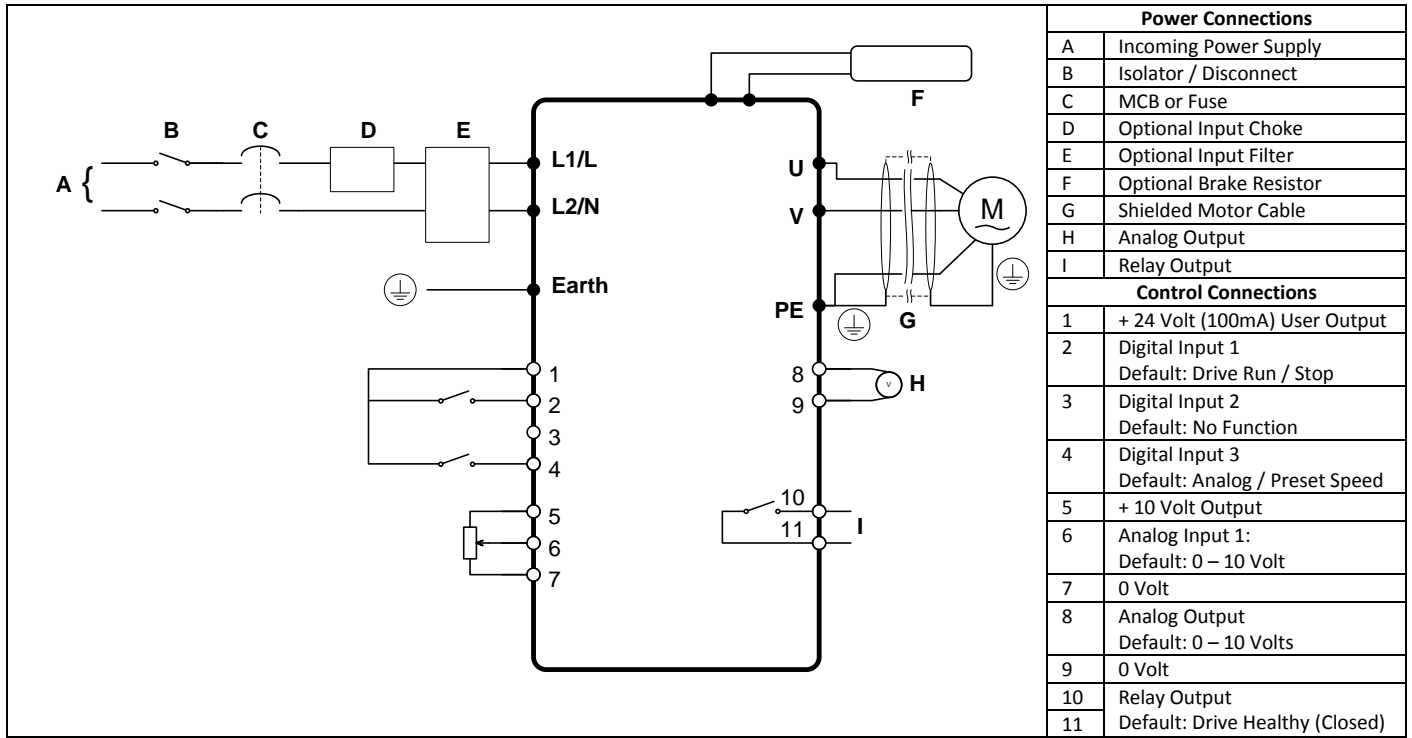 B
C
D
E
A {
F
L1/L
L2/N
Earth
U
V
PE
M
G
1
2
3
4
5
6
7
8
9
V
H
10
11
I
Power Connections
A Incoming Power Supply
B Isolator / Disconnect
C MCB or Fuse
D Optional Input Choke
E Optional Input Filter
F Optional Brake Resistor
G Shielded Motor Cable
H Analog Output
I Relay Output
Control Connections
1 + 24 Volt (100mA) User Output
2 Digital Input 1
Default: Drive Run / Stop
3 Digital Input 2
Default: No Function
4 Digital Input 3
Default: Analog / Preset Speed
5 + 10 Volt Output
6 Analog Input 1:
Default: 0 – 10 Volt
7 0 Volt
8 Analog Output
Default: 0 – 10 Volts
9 0 Volt
10 Relay Output
11 Default: Drive Healthy (Closed)